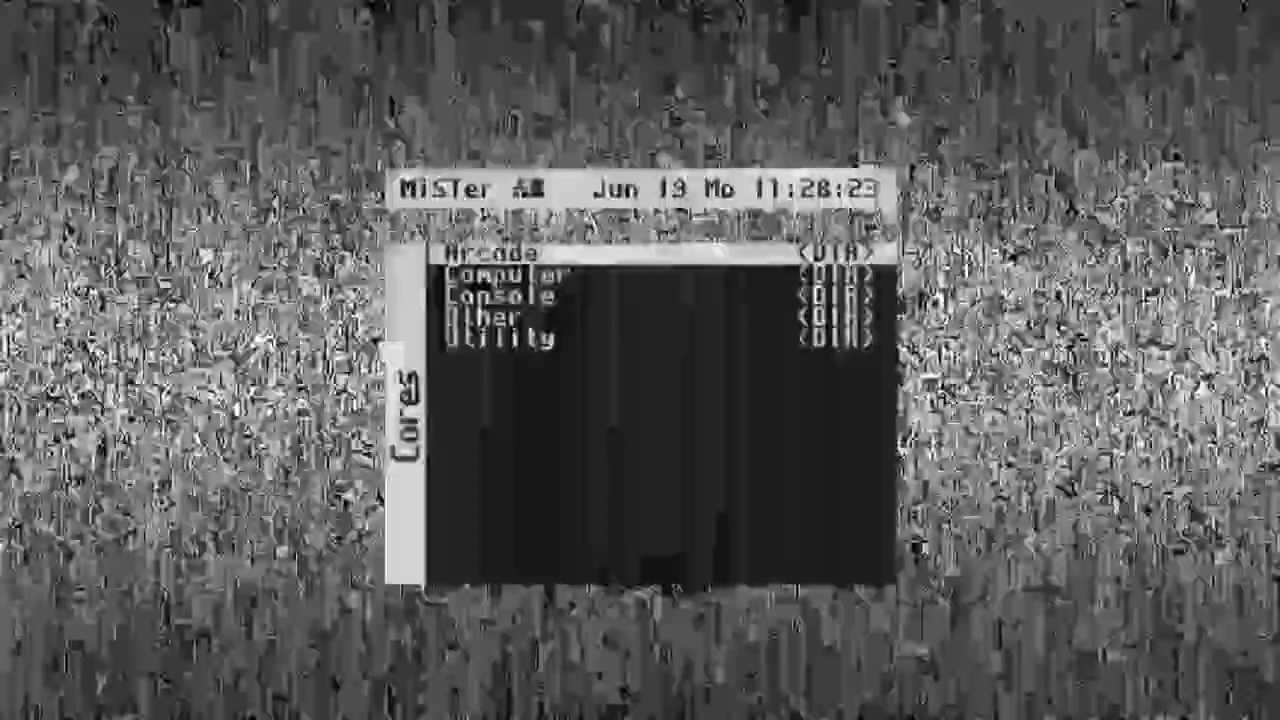 MiSTer Jun 13 Mo 11:28:23
Arcade <DIR>
Computer <DIR>
Console <DIR>
Other <DIR>
Utility <DIR>
Cores